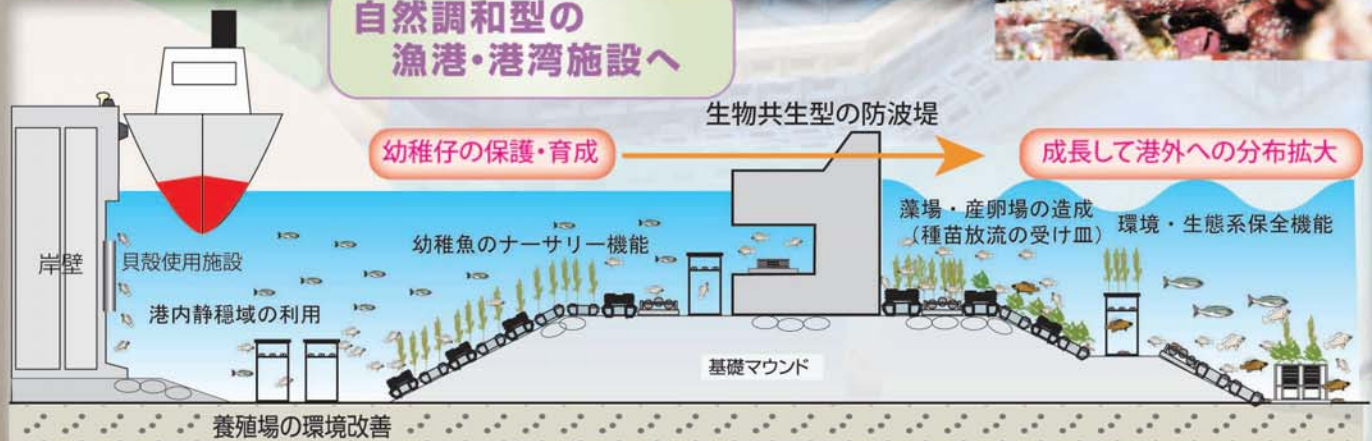 自然調和型の
漁港・港湾施設へ
生物共生型の防波堤
幼稚仔の保護・育成
成長して港外への分布拡大
藻場・産卵場の造成
(種苗放流の受け皿)
環境・生態系保全機能
幼稚魚のナーサリー機能
岸壁
貝殻使用施設
港内静穏域の利用
基礎マウンド
養殖場の環境改善